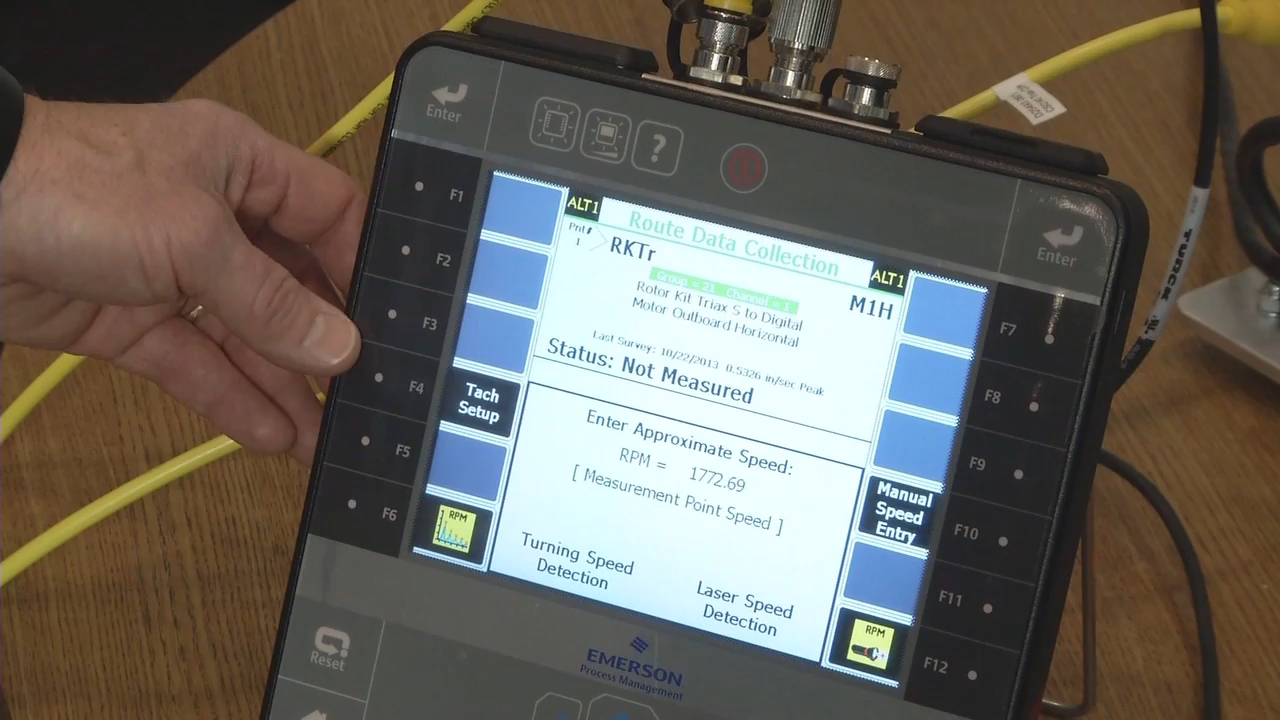 Enter
?
Enter
F1
F2
F3
F4
F5
F6
ALT1
Route Data Collection
ALT1
Pnt#
1
RKTr
M1H
Group = 21 Channel = 1
Rotor Kit Triax S to Digital
Motor Outboard Horizontal
Last Survey: 10/22/2013 0.5326 in/sec Peak
Status: Not Measured
Tach
Setup
Enter Approximate Speed:
RPM = 1772.69
[ Measurement Point Speed ]
Manual
Speed
Entry
RPM
Turning Speed
Detection
Laser Speed
Detection
RPM
F7
F8
F9
F10
F11
F12
Reset
EMERSON
Process Management